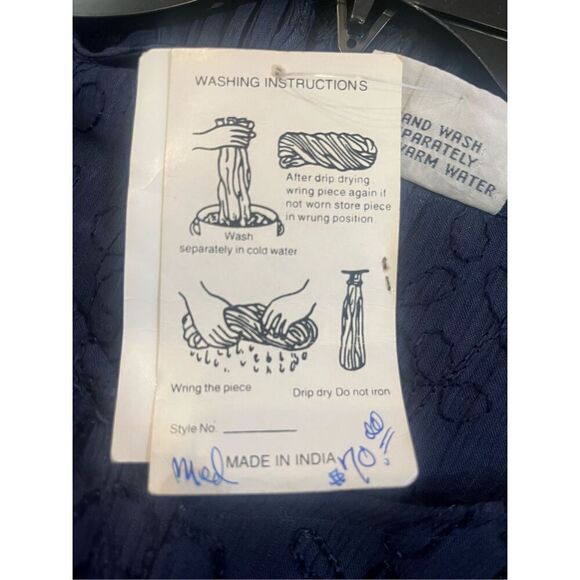 WASHING INSTRUCTIONS
After drip drying
wring piece again if
not worn store piece
in wrung position.
Wash
separately in cold water
Wring the piece
Drip dry Do not iron
Style No.
Med MADE IN INDIA $70.00
AND WASH
PARATELY
WARM WATER